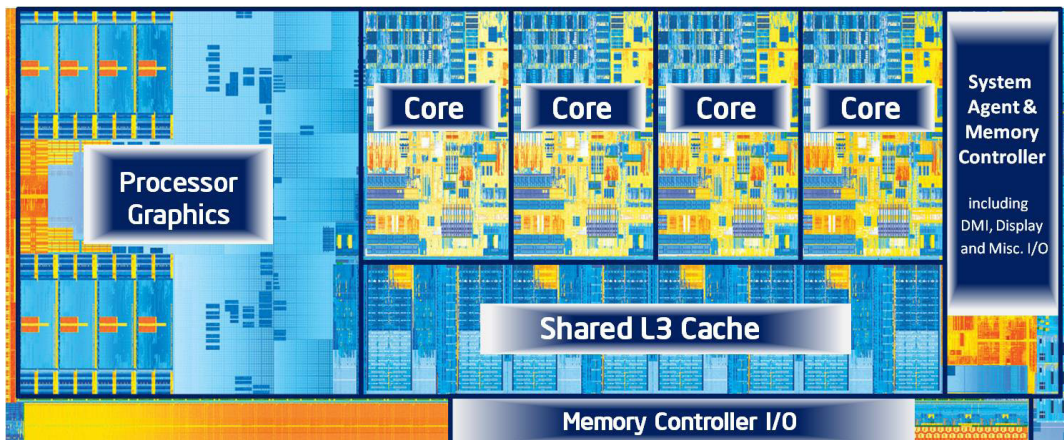 Processor
Graphics
Core
Core
Core
Core
System
Agent &
Memory
Controller
including
DMI, Display
and Misc. I/O
Shared L3 Cache
Memory Controller I/O